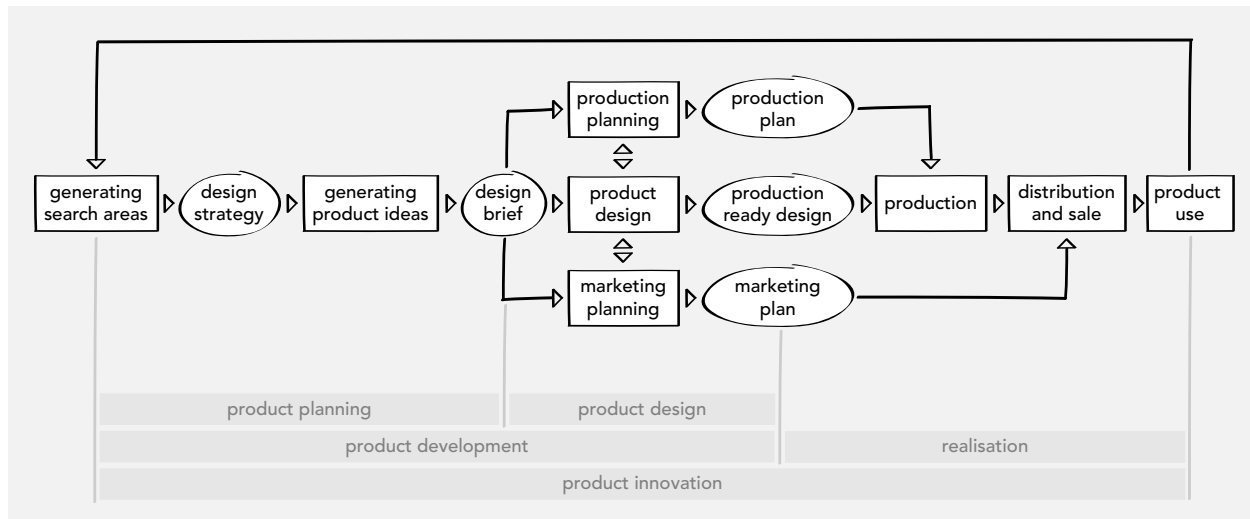 production
planning
production
plan
generating
search areas
design
strategy
generating
product ideas
design
brief
product
design
production
ready design
production
distribution
and sale
product
use
marketing
planning
marketing
plan
product planning
product design
product development
realisation
product innovation